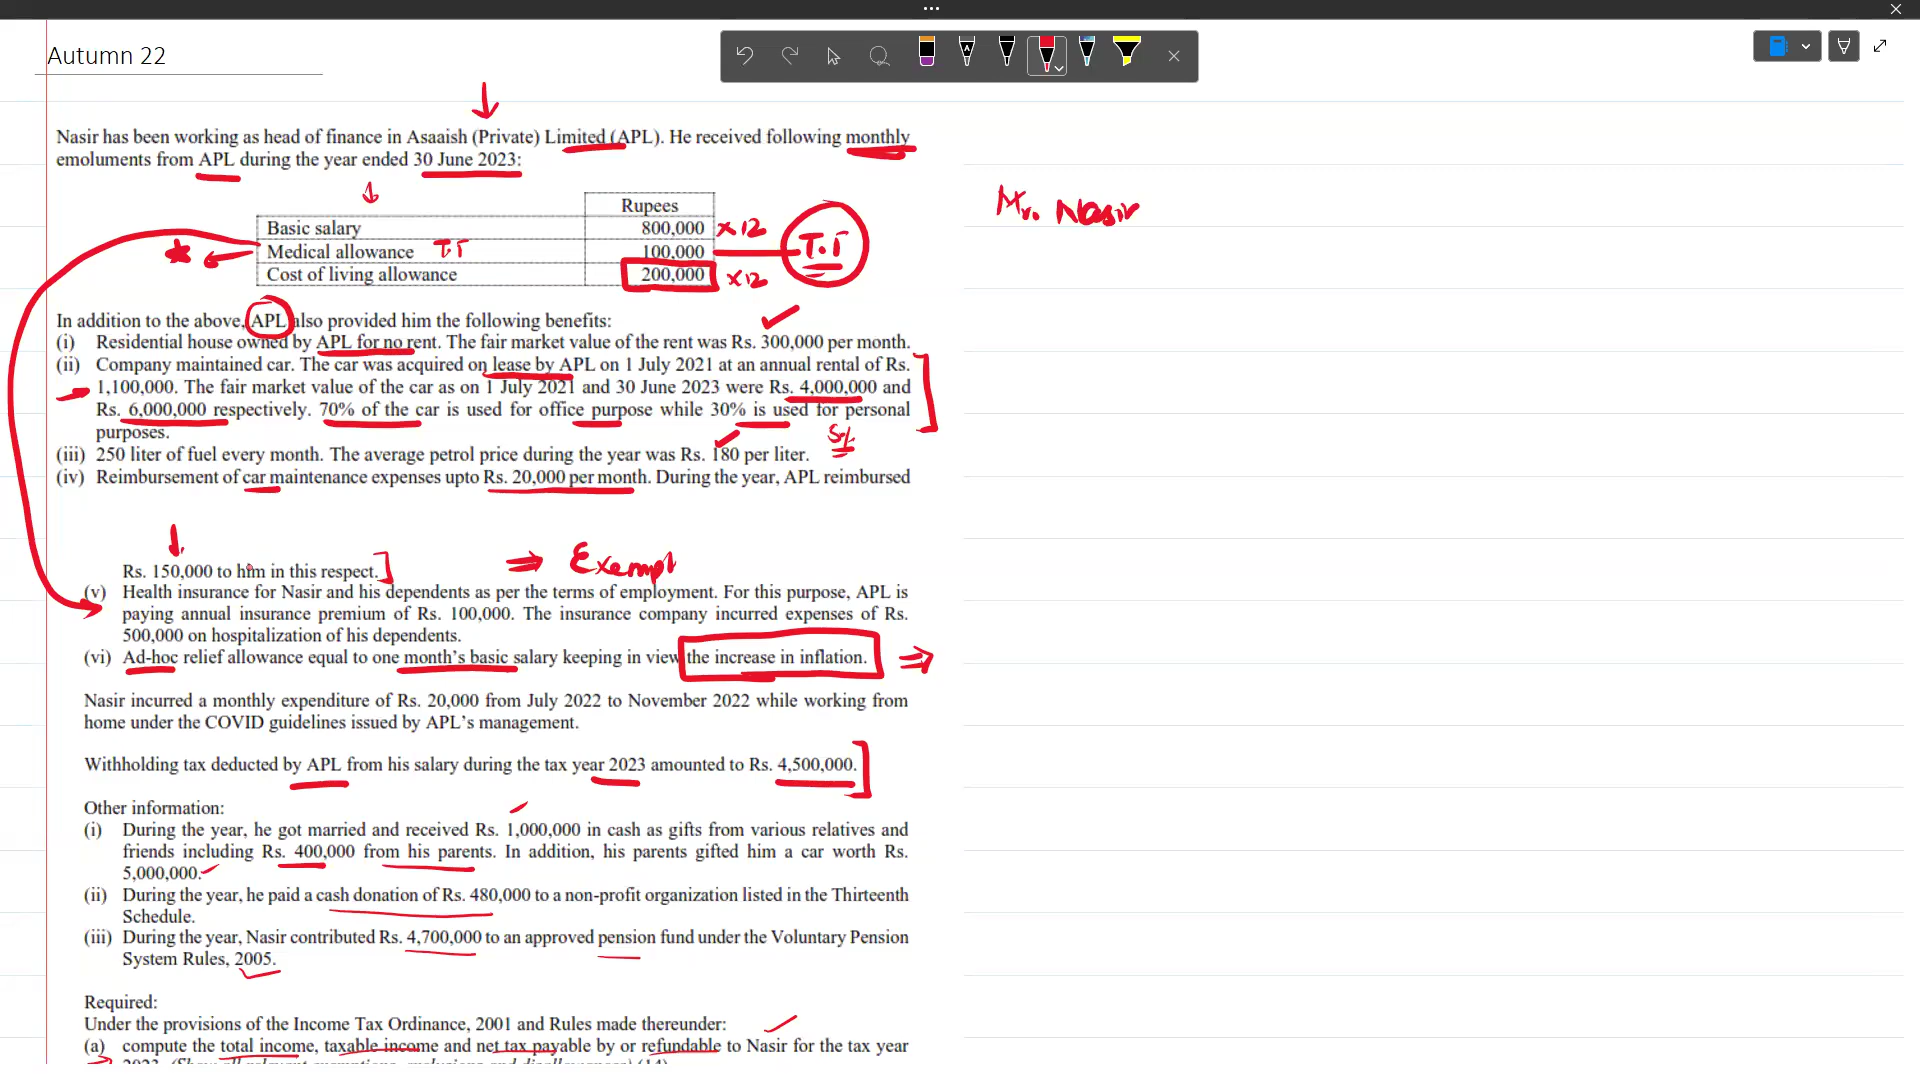 Autumn 22
Nasir has been working as head of finance in Asaaish (Private) Limited (APL). He received following monthly
emoluments from APL during the year ended 30 June 2023:
Rupees
Basic salary 800,000 x12
Medical allowance T.T 100,000 T.T
Cost of living allowance 200,000 x12
Mr. Nasir
In addition to the above, APL also provided him the following benefits:
(i) Residential house owned by APL for no rent. The fair market value of the rent was Rs. 300,000 per month.
(ii) Company maintained car. The car was acquired on lease by APL on 1 July 2021 at an annual rental of Rs.
1,100,000. The fair market value of the car as on 1 July 2021 and 30 June 2023 were Rs. 4,000,000 and
Rs. 6,000,000 respectively. 70% of the car is used for office purpose while 30% is used for personal
purposes.
5%
(iii) 250 liter of fuel every month. The average petrol price during the year was Rs. 180 per liter.
(iv) Reimbursement of car maintenance expenses upto Rs. 20,000 per month. During the year, APL reimbursed
Rs. 150,000 to him in this respect. ⇒ Exempt
(v) Health insurance for Nasir and his dependents as per the terms of employment. For this purpose, APL is
paying annual insurance premium of Rs. 100,000. The insurance company incurred expenses of Rs.
500,000 on hospitalization of his dependents.
(vi) Ad-hoc relief allowance equal to one month's basic salary keeping in view the increase in inflation. ⇒
Nasir incurred a monthly expenditure of Rs. 20,000 from July 2022 to November 2022 while working from
home under the COVID guidelines issued by APL's management.
Withholding tax deducted by APL from his salary during the tax year 2023 amounted to Rs. 4,500,000.
Other information:
(i) During the year, he got married and received Rs. 1,000,000 in cash as gifts from various relatives and
friends including Rs. 400,000 from his parents. In addition, his parents gifted him a car worth Rs.
5,000,000.
(ii) During the year, he paid a cash donation of Rs. 480,000 to a non-profit organization listed in the Thirteenth
Schedule.
(iii) During the year, Nasir contributed Rs. 4,700,000 to an approved pension fund under the Voluntary Pension
System Rules, 2005.
Required:
Under the provisions of the Income Tax Ordinance, 2001 and Rules made thereunder:
(a) compute the total income, taxable income and net tax payable by or refundable to Nasir for the tax year